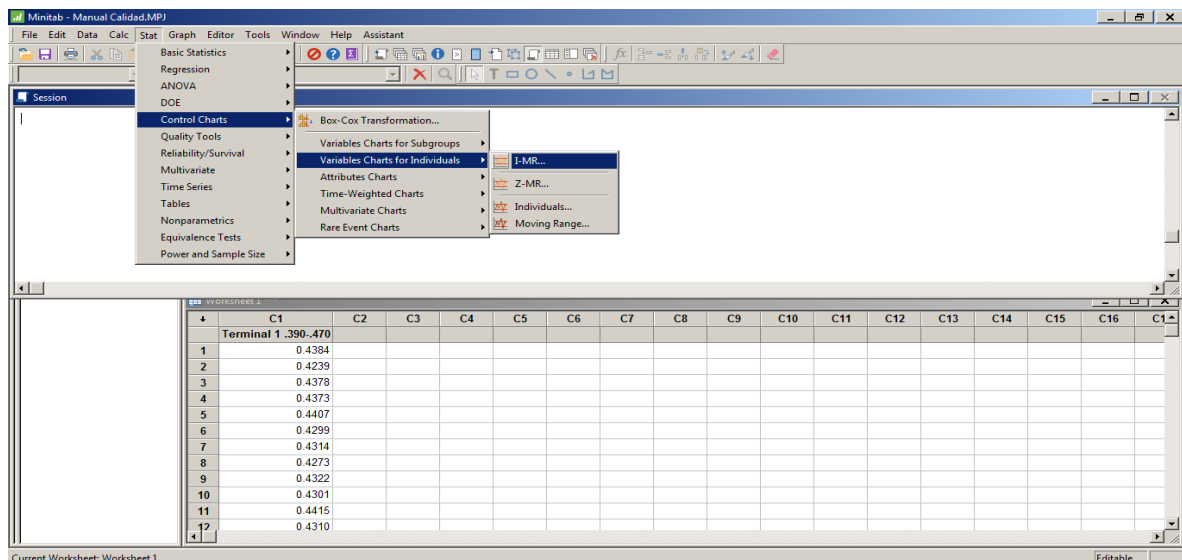 Minitab - Manual Calidad.MPJ
File Edit Data Calc Stat Graph Editor Tools Window Help Assistant
Basic Statistics
Regression
ANOVA
DOE
Control Charts
Quality Tools
Reliability/Survival
Multivariate
Time Series
Tables
Nonparametrics
Equivalence Tests
Power and Sample Size
Box-Cox Transformation...
Variables Charts for Subgroups
Variables Charts for Individuals
Attributes Charts
Time-Weighted Charts
Multivariate Charts
Rare Event Charts
I-MR...
Z-MR...
Individuals...
Moving Range...
Session
Worksheet 1
C1 C2 C3 C4 C5 C6 C7 C8 C9 C10 C11 C12 C13 C14 C15 C16
Terminal 1 .390-.470
1 0.4384
2 0.4239
3 0.4378
4 0.4373
5 0.4407
6 0.4299
7 0.4314
8 0.4273
9 0.4322
10 0.4301
11 0.4415
12 0.4310
Current Worksheet: Worksheet 1 Editable